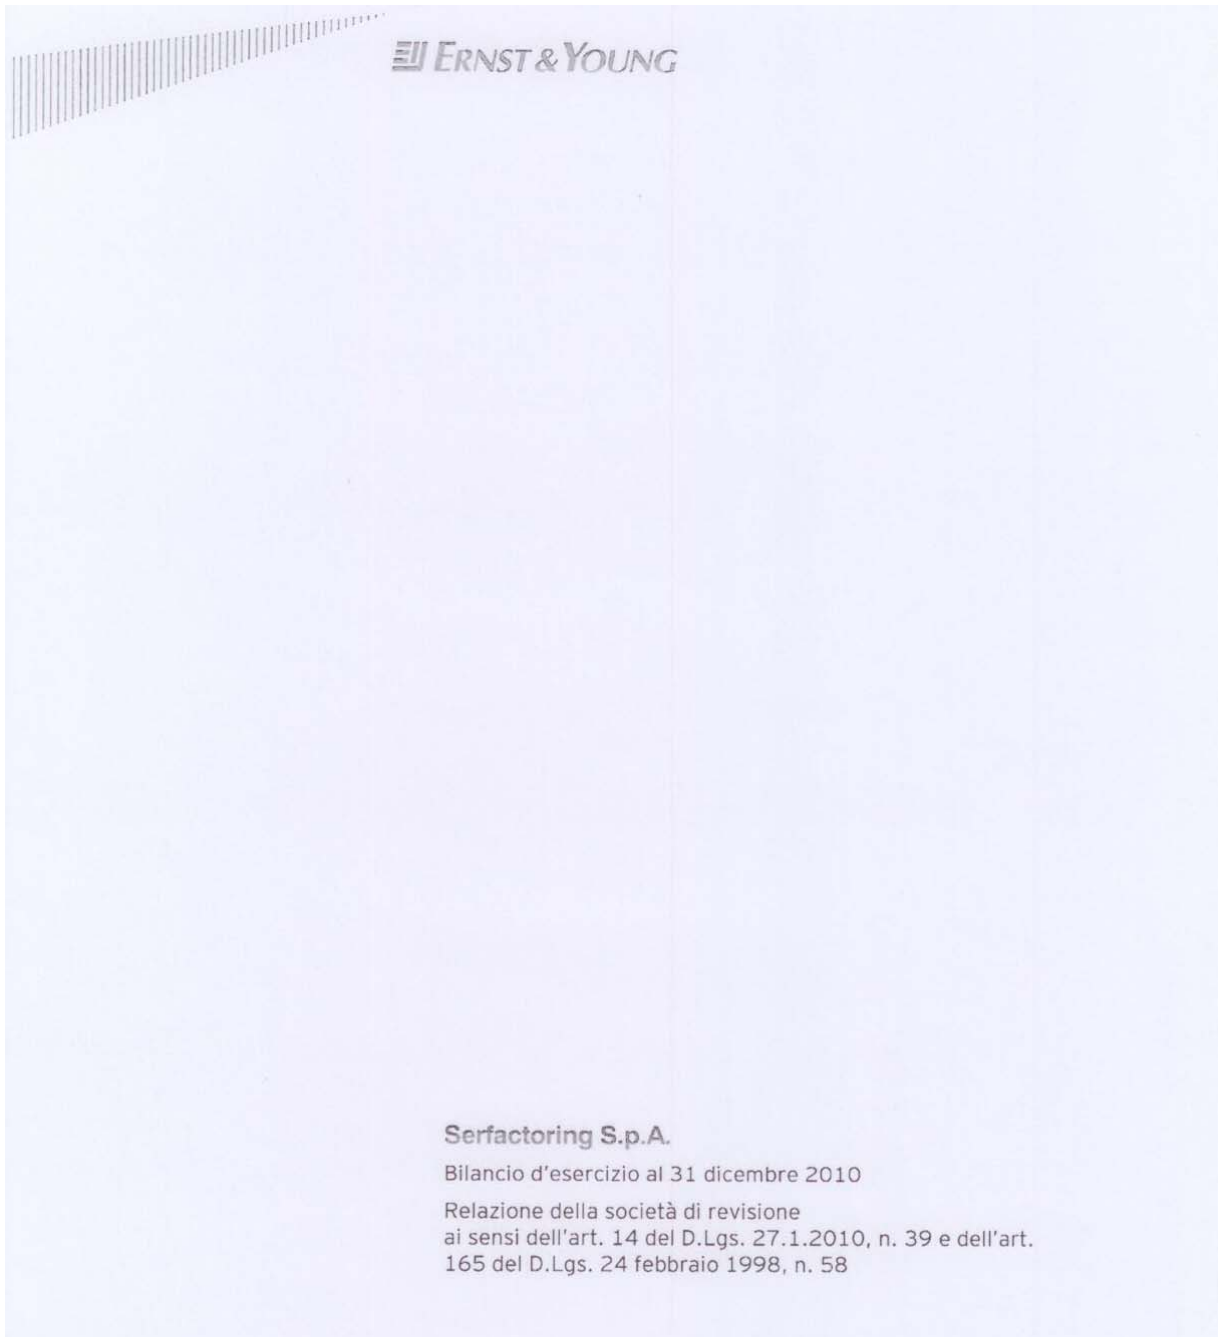 ERNST & YOUNG
Serfactoring S.p.A.
Bilancio d'esercizio al 31 dicembre 2010
Relazione della società di revisione
ai sensi dell'art. 14 del D.Lgs. 27.1.2010, n. 39 e dell'art.
165 del D.Lgs. 24 febbraio 1998, n. 58